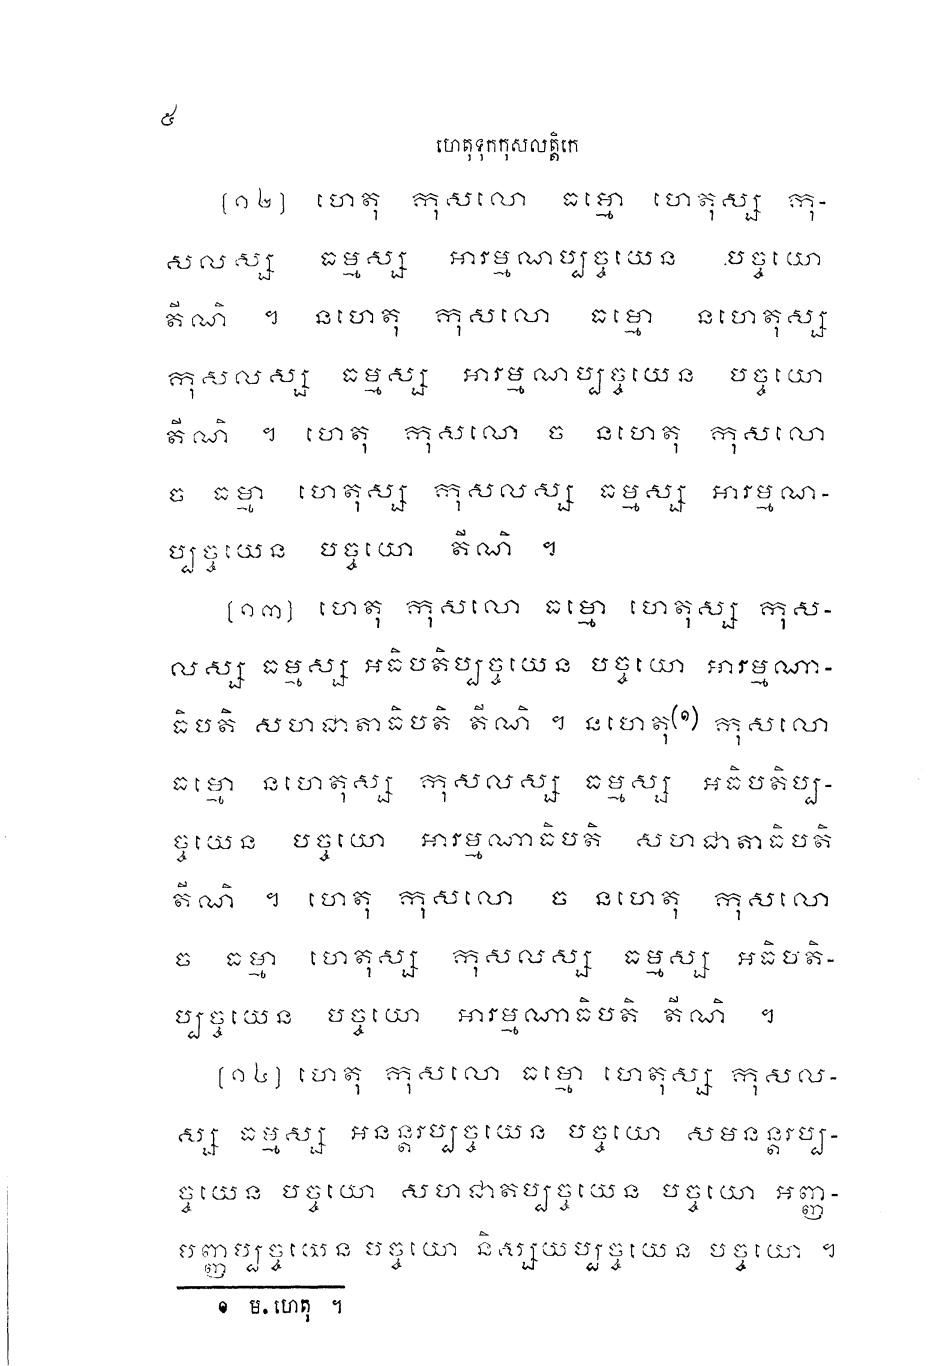 ៥
ហេតុទុកកុសលត្តិកេ
(១២) ហេតុ កុសលោ ធម្មោ ហេតុស្ស កុ-
សលស្ស ធម្មស្ស អារម្មណប្បច្ចយេន បច្ចយោ
តីណិ ។ នហេតុ កុសលោ ធម្មោ នហេតុស្ស
កុសលស្ស ធម្មស្ស អារម្មណប្បច្ចយេន បច្ចយោ
តីណិ ។ ហេតុ កុសលោ ច នហេតុ កុសលោ
ច ធម្មា ហេតុស្ស កុសលស្ស ធម្មស្ស អារម្មណ-
ប្បច្ចយេន បច្ចយោ តីណិ ។
(១៣) ហេតុ កុសលោ ធម្មោ ហេតុស្ស កុស-
លស្ស ធម្មស្ស អធិបតិប្បច្ចយេន បច្ចយោ អារម្មណា-
ធិបតិ សហជាតាធិបតិ តីណិ ។ នហេតុ(១) កុសលោ
ធម្មោ នហេតុស្ស កុសលស្ស ធម្មស្ស អធិបតិប្ប-
ច្ចយេន បច្ចយោ អារម្មណាធិបតិ សហជាតាធិបតិ
តីណិ ។ ហេតុ កុសលោ ច នហេតុ កុសលោ
ច ធម្មា ហេតុស្ស កុសលស្ស ធម្មស្ស អធិបតិ-
ប្បច្ចយេន បច្ចយោ អារម្មណាធិបតិ តីណិ ។
(១៤) ហេតុ កុសលោ ធម្មោ ហេតុស្ស កុសល-
ស្ស ធម្មស្ស អនន្តរប្បច្ចយេន បច្ចយោ សមនន្តរប្ប-
ច្ចយេន បច្ចយោ សហជាតប្បច្ចយេន បច្ចយោ អញ្ញ-
មញ្ញប្បច្ចយេន បច្ចយោ និស្សយប្បច្ចយេន បច្ចយោ ។
១ ម. ហេតុ ។